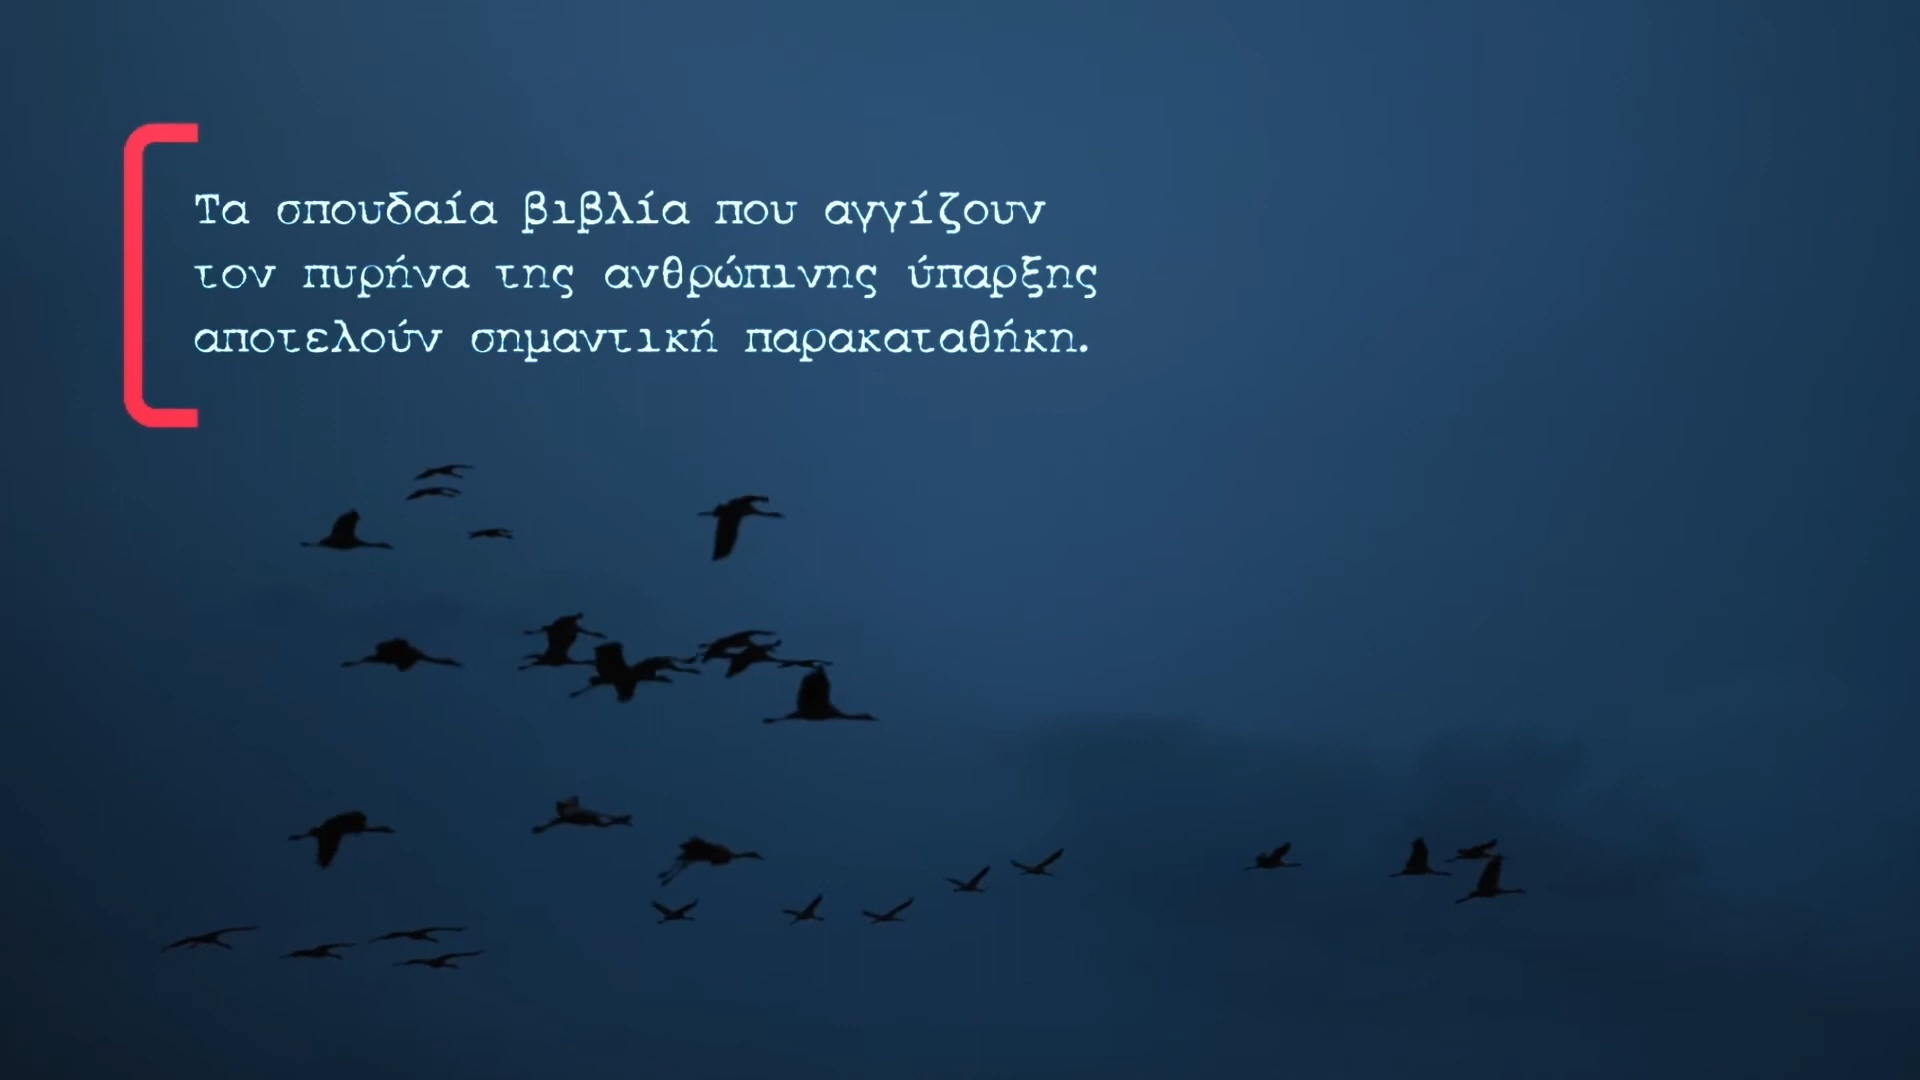 Τα σπουδαία βιβλία που αγγίζουν
τον πυρήνα της ανθρώπινης ύπαρξης
αποτελούν σημαντική παρακαταθήκη.